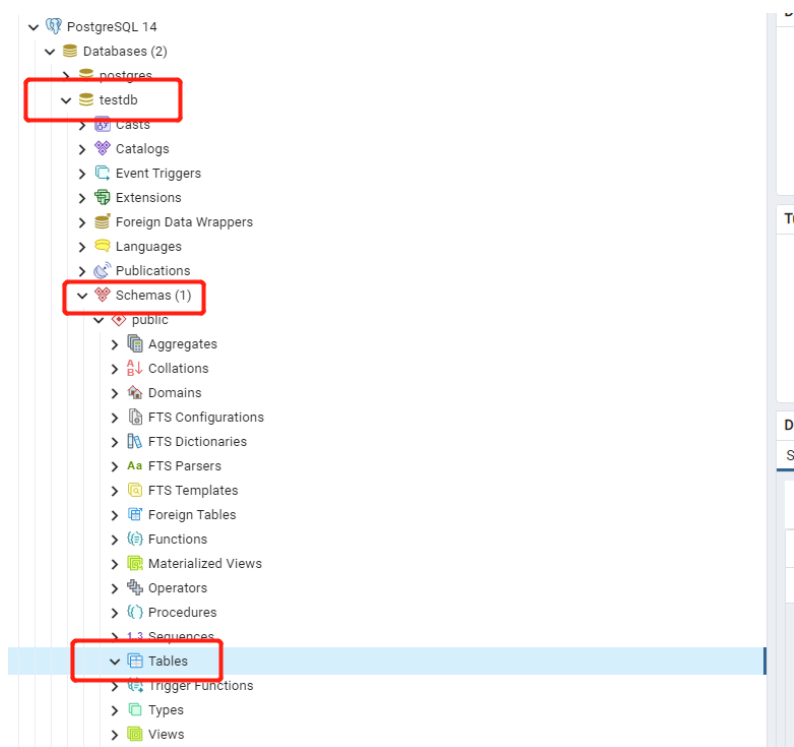 PostgreSQL 14
Databases (2)
postgres
testdb
Casts
Catalogs
Event Triggers
Extensions
Foreign Data Wrappers
Languages
Publications
Schemas (1)
public
Aggregates
Collations
Domains
FTS Configurations
FTS Dictionaries
Aa FTS Parsers
FTS Templates
Foreign Tables
Functions
Materialized Views
Operators
Procedures
1..3 Sequences
Tables
Trigger Functions
Types
Views